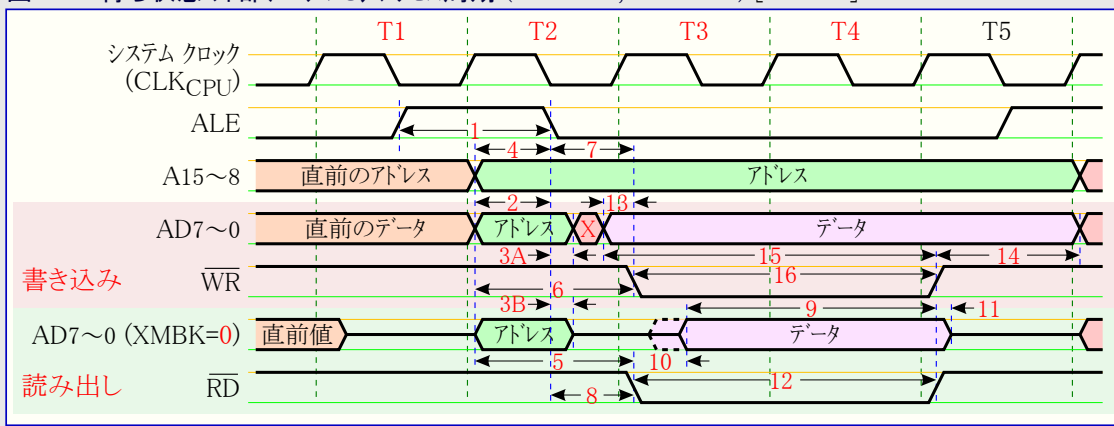 T1 T2 T3 T4 T5
システム クロック
(CLKCPU)
ALE
1
4 7
A15～8 直前のアドレス アドレス
2 13
AD7～0 直前のデータ アドレス X データ
3A 15 14
書き込み WR 16
6
3B 9 11
AD7～0 (XMBK=0) 直前値 アドレス データ
5 10
読み出し RD 12
8